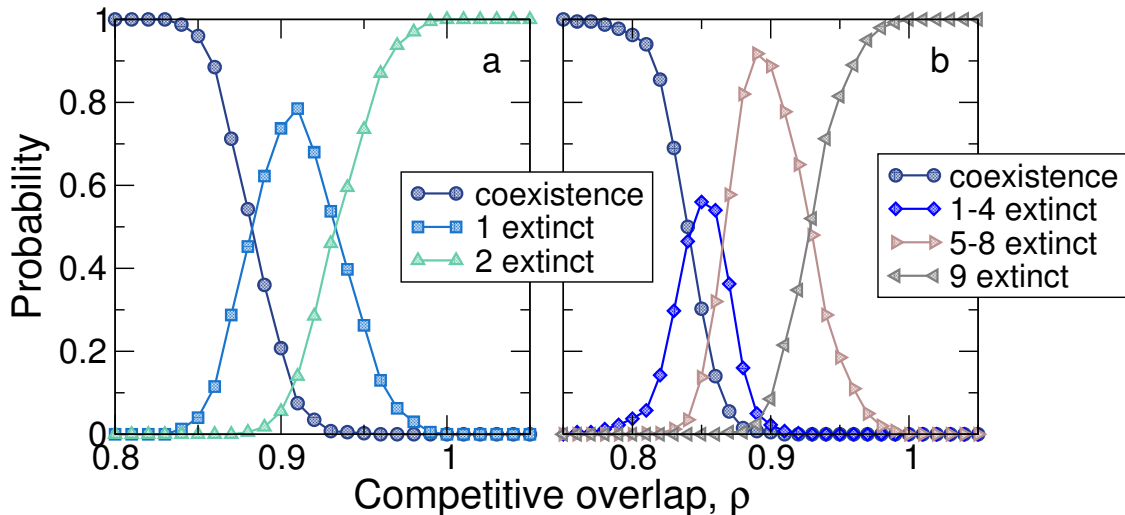 a
b
1
0.8
0.6
0.4
0.2
0
Probability
coexistence
1 extinct
2 extinct
coexistence
1-4 extinct
5-8 extinct
9 extinct
0.8 0.9 1
0.8 0.9 1
Competitive overlap, ρ